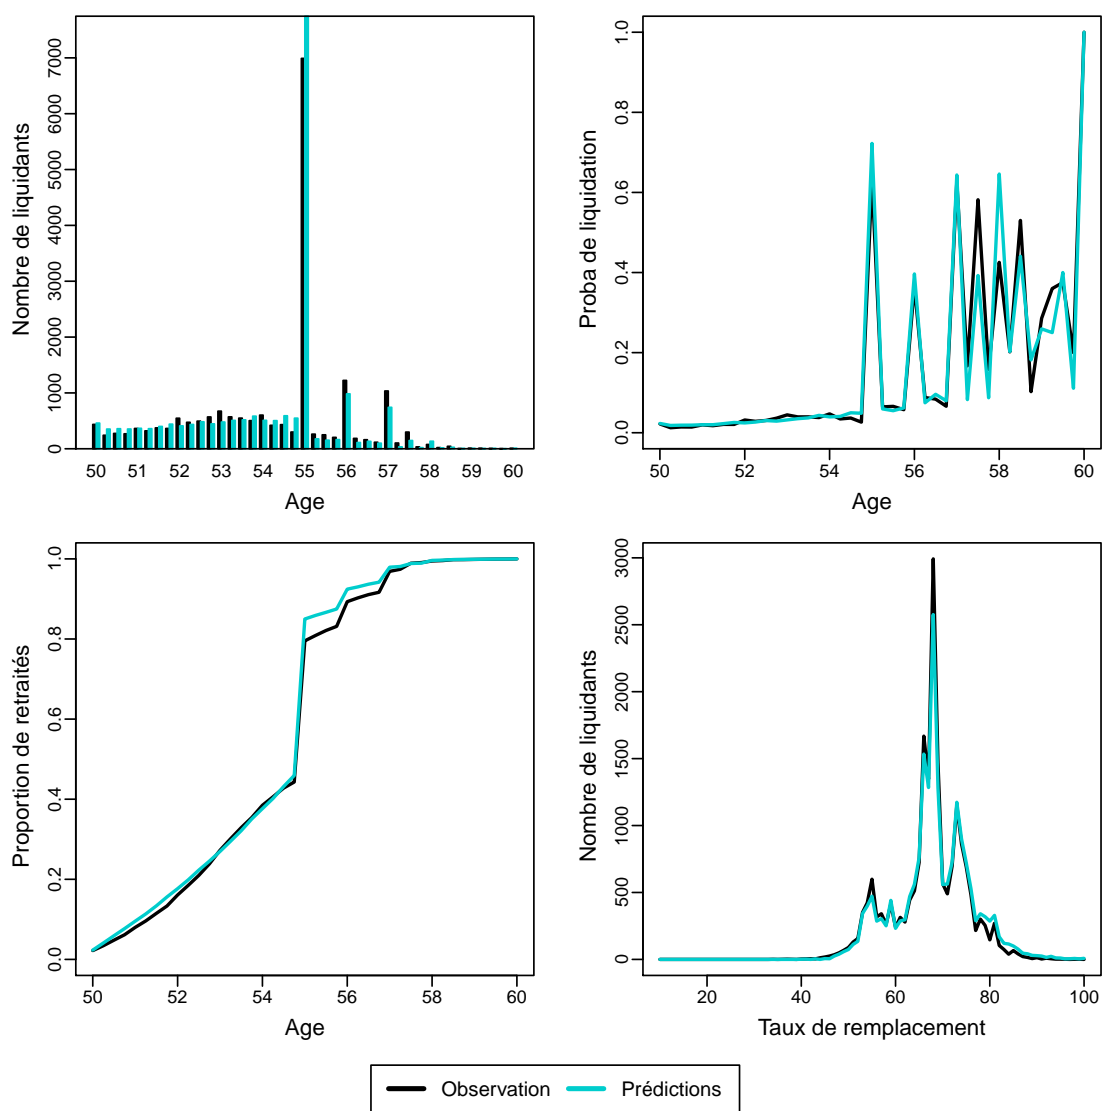 Nombre de liquidants
0 1000 2000 3000 4000 5000 6000 7000
50 51 52 53 54 55 56 57 58 59 60
Age
Proba de liquidation
0.0 0.2 0.4 0.6 0.8 1.0
50 52 54 56 58 60
Age
Proportion de retraités
0.0 0.2 0.4 0.6 0.8 1.0
50 52 54 56 58 60
Age
Nombre de liquidants
0 500 1000 1500 2000 2500 3000
20 40 60 80 100
Taux de remplacement
Observation Prédictions